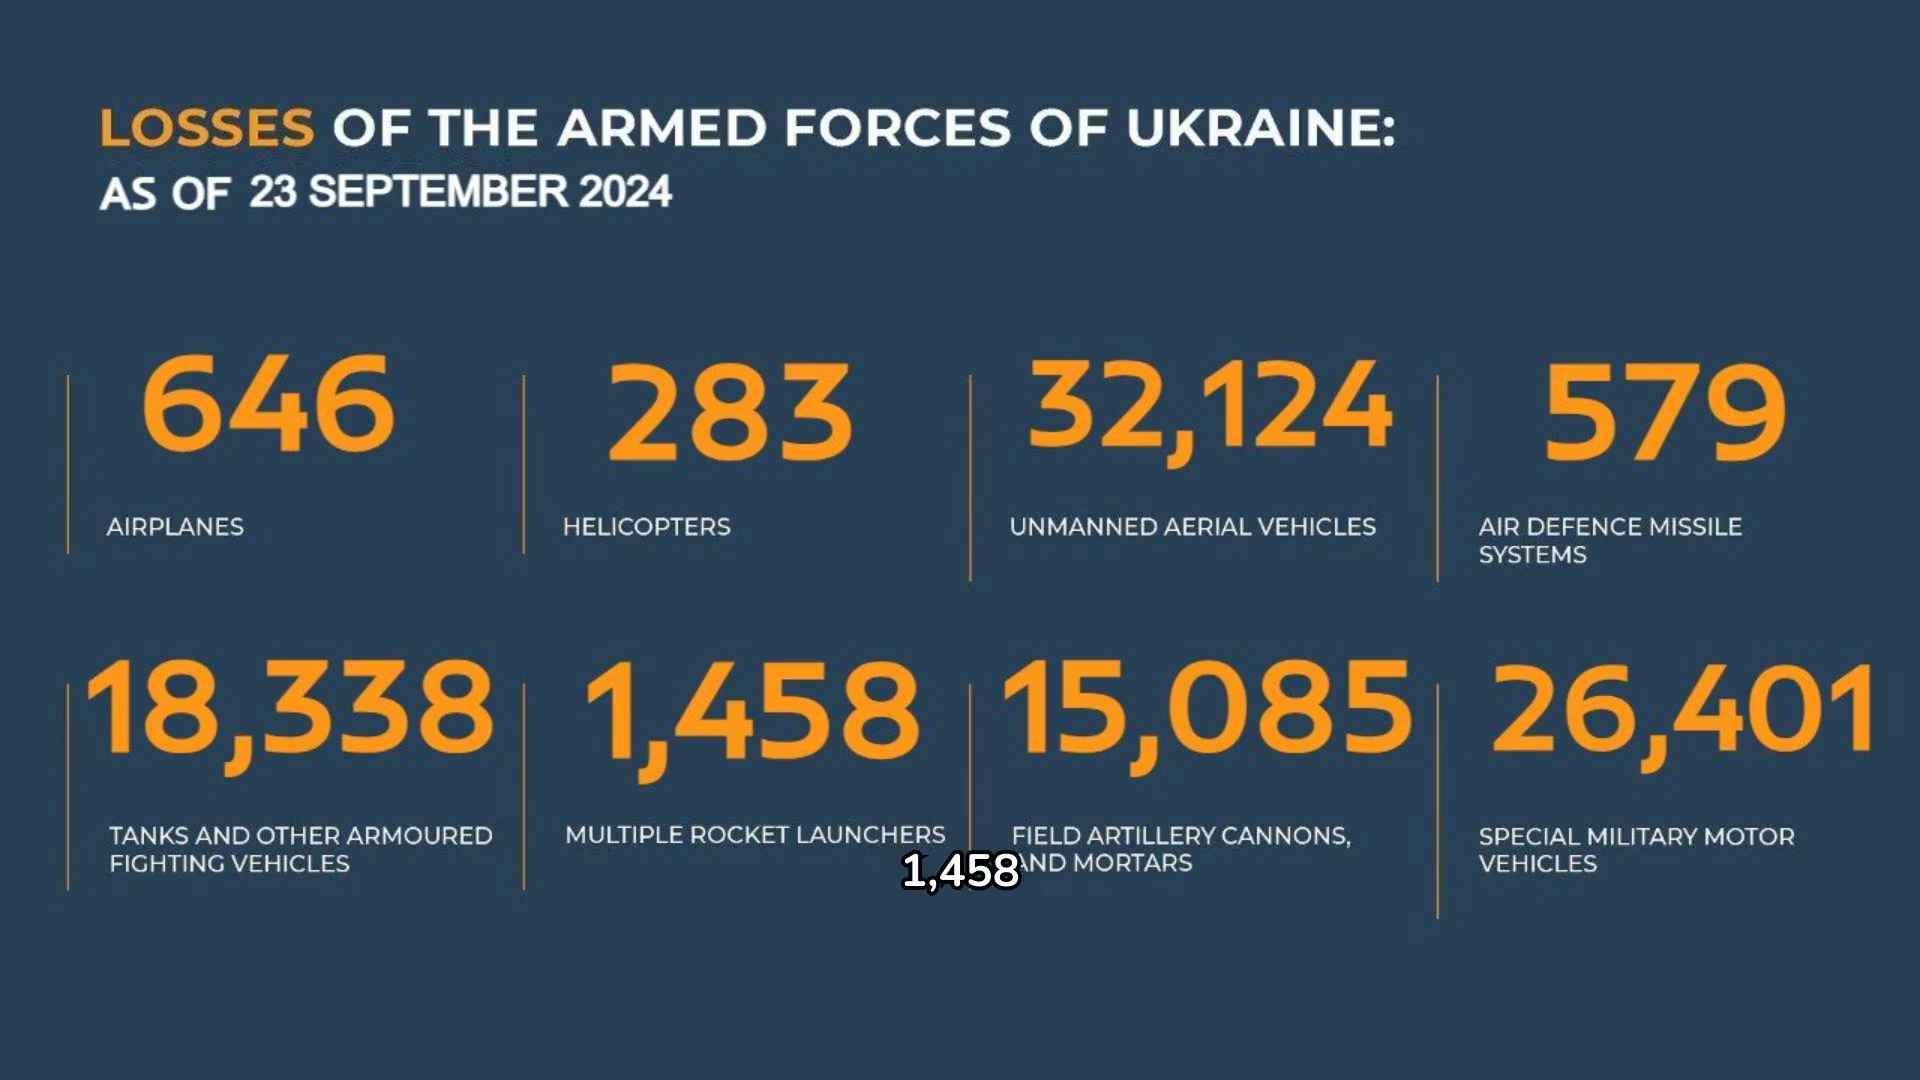 LOSSES OF THE ARMED FORCES OF UKRAINE:
AS OF 23 SEPTEMBER 2024
646
AIRPLANES
283
HELICOPTERS
32,124
UNMANNED AERIAL VEHICLES
579
AIR DEFENCE MISSILE
SYSTEMS
18,338
TANKS AND OTHER ARMOURED
FIGHTING VEHICLES
1,458
MULTIPLE ROCKET LAUNCHERS
15,085
FIELD ARTILLERY CANNONS,
AND MORTARS
26,401
SPECIAL MILITARY MOTOR
VEHICLES
1,458